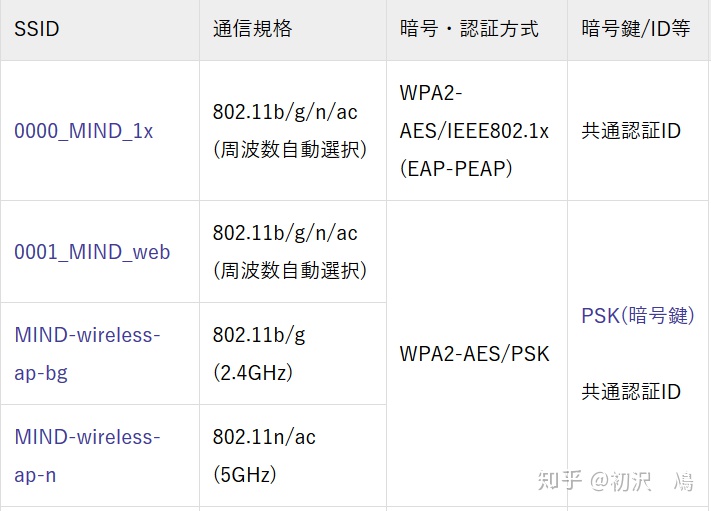 SSID 通信規格 暗号・認証方式 暗号鍵/ID等
0000_MIND_1x
802.11b/g/n/ac
(周波数自動選択)
WPA2-
AES/IEEE802.1x
(EAP-PEAP)
共通認証ID
0001_MIND_web
802.11b/g/n/ac
(周波数自動選択)
MIND-wireless-
ap-bg
802.11b/g
(2.4GHz)
MIND-wireless-
ap-n
802.11n/ac
(5GHz)
WPA2-AES/PSK
PSK(暗号鍵)
共通認証ID
知乎 @初沢 鳰